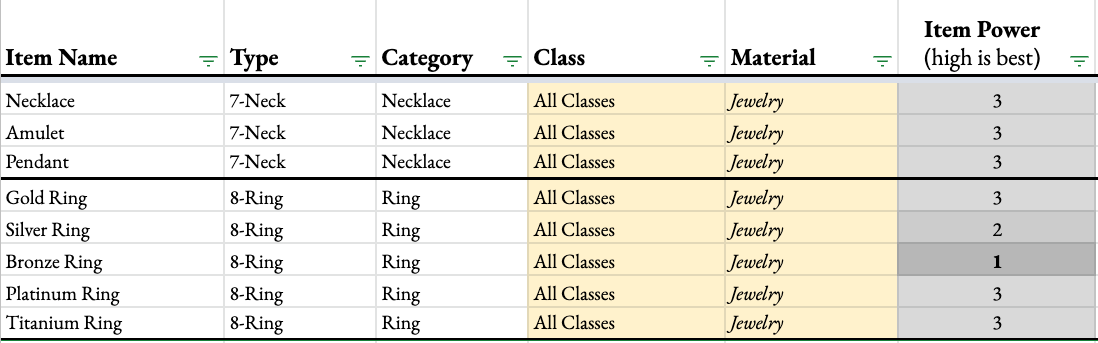 Item Name Type Category Class Material Item Power
(high is best)
Necklace 7-Neck Necklace All Classes Jewelry 3
Amulet 7-Neck Necklace All Classes Jewelry 3
Pendant 7-Neck Necklace All Classes Jewelry 3
Gold Ring 8-Ring Ring All Classes Jewelry 3
Silver Ring 8-Ring Ring All Classes Jewelry 2
Bronze Ring 8-Ring Ring All Classes Jewelry 1
Platinum Ring 8-Ring Ring All Classes Jewelry 3
Titanium Ring 8-Ring Ring All Classes Jewelry 3